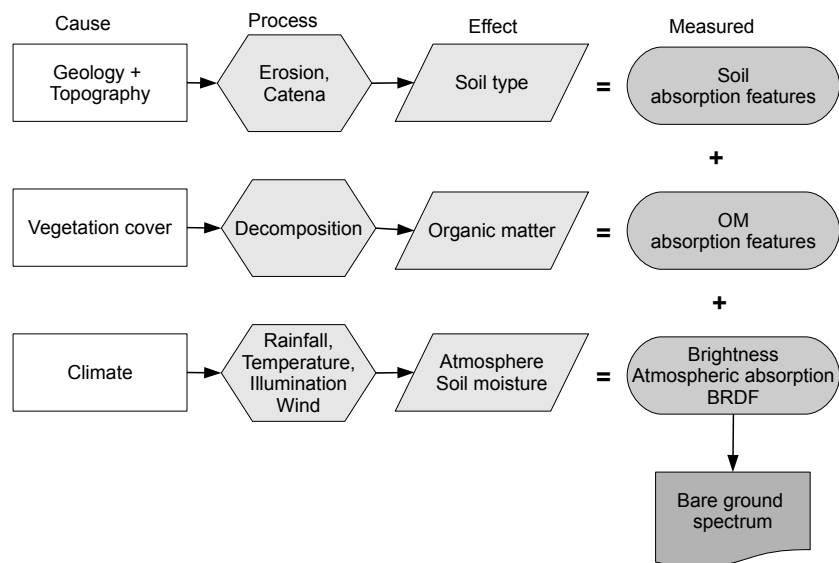 Cause
Process
Effect
Measured
Geology +
Topography
Erosion,
Catena
Soil type
=
Soil
absorption features
+
Vegetation cover
Decomposition
Organic matter
=
OM
absorption features
+
Climate
Rainfall,
Temperature,
Illumination
Wind
Atmosphere
Soil moisture
=
Brightness
Atmospheric absorption
BRDF
Bare ground
spectrum